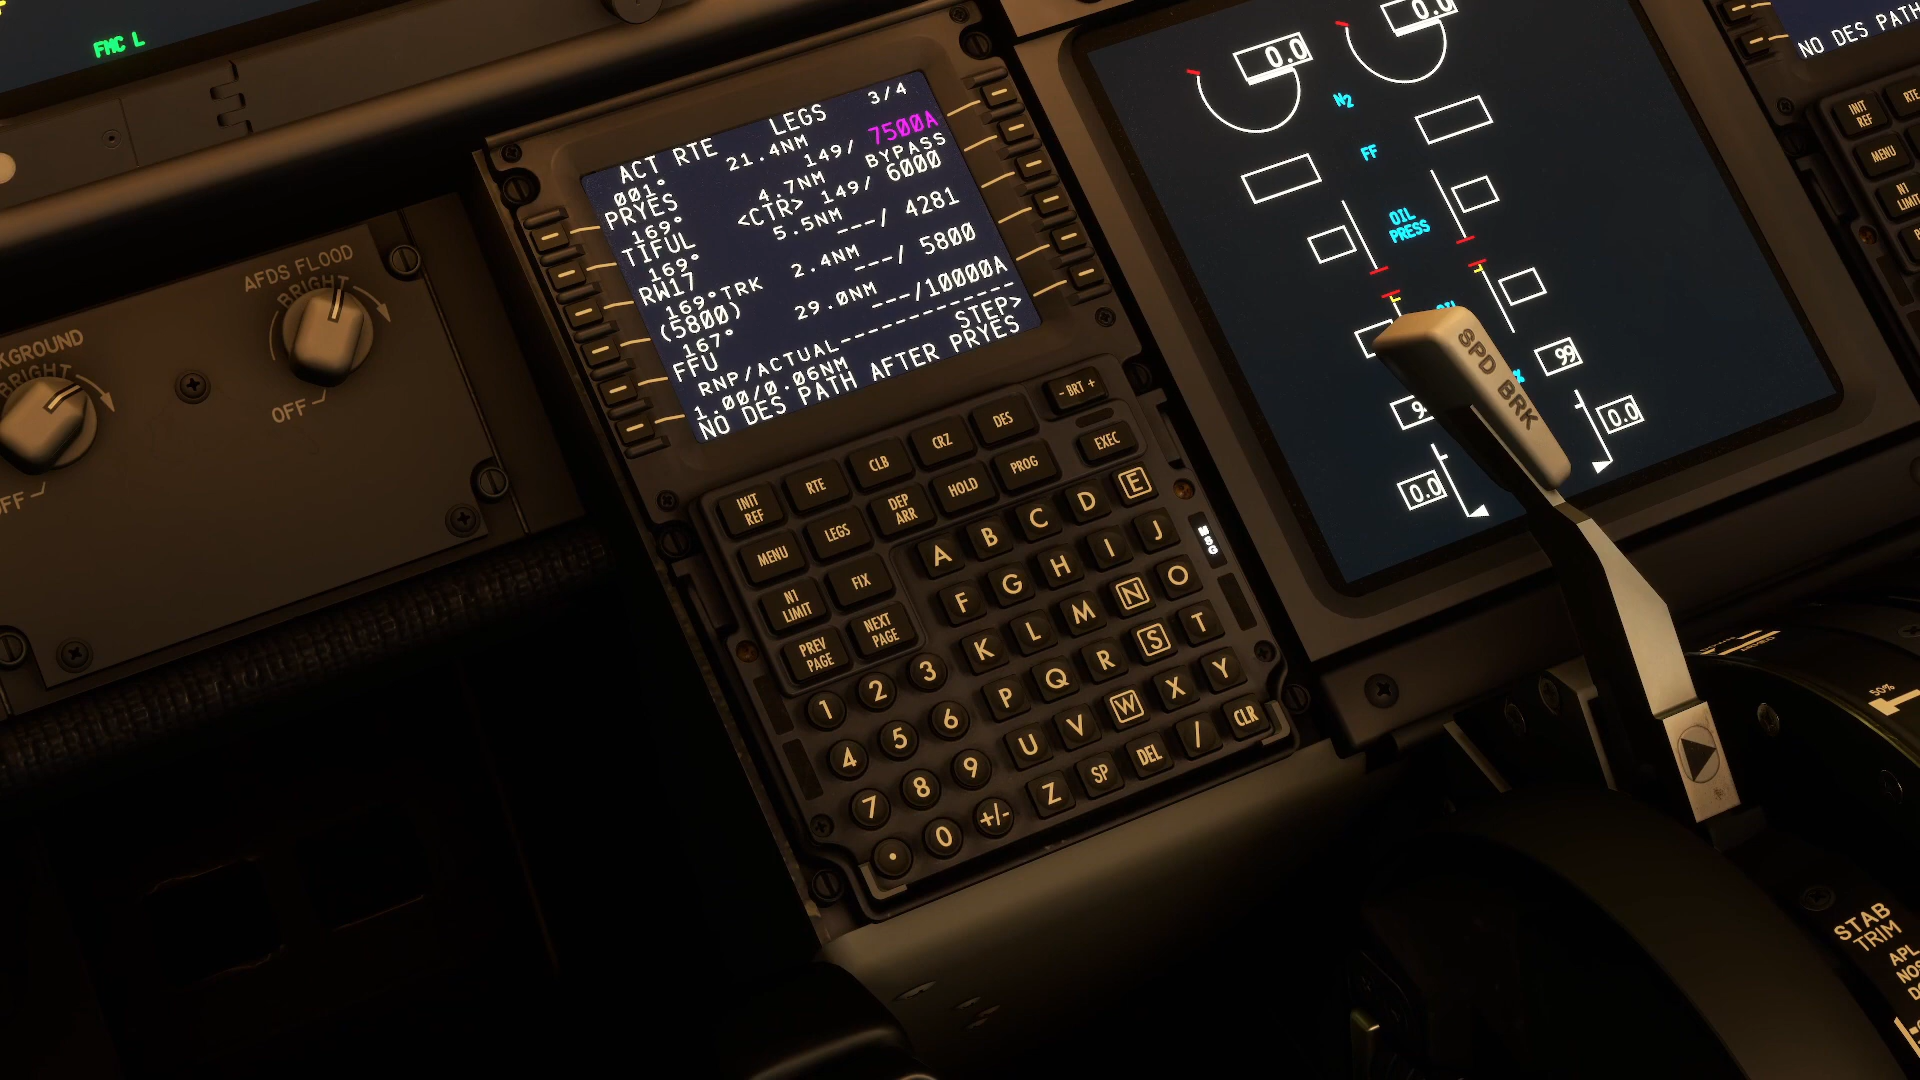 FMC L
ACT RTE LEGS 3/4
001° 21.4NM
PRYES 149/ 7500A
169° 4.7NM BYPASS
TIFUL <CTR> 149/ 6000
169° 5.5NM
RW17 ---/ 4281
169°TRK 2.4NM
(5800) ---/ 5800
167° 29.0NM
FFU ---/10000A
RNP/ACTUAL----------------
1.00/0.06NM STEP>
NO DES PATH AFTER PRYES
AFDS FLOOD
BRIGHT
OFF
KGROUND
BRIGHT
OFF
- BRT +
INIT REF
RTE
CLB
CRZ
DES
MENU
LEGS
DEP ARR
HOLD
PROG
EXEC
N1 LIMIT
FIX
PREV PAGE
NEXT PAGE
A B C D E
F G H I J
K L M N O
P Q R S T
U V W X Y
Z SP DEL / CLR
1 2 3
4 5 6
7 8 9
. 0 +/-
MSG
0.0
0.0
N2
FF
OIL
PRESS
99
%
0.0
0.0
SPD BRK
NO DES PATH
INIT REF
RTE
MENU
N1 LIMIT
50%
STAB
TRIM
APL